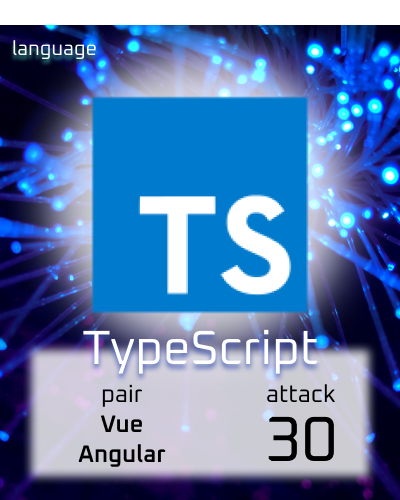 language
TS
TypeScript
pair
attack
Vue
Angular
30